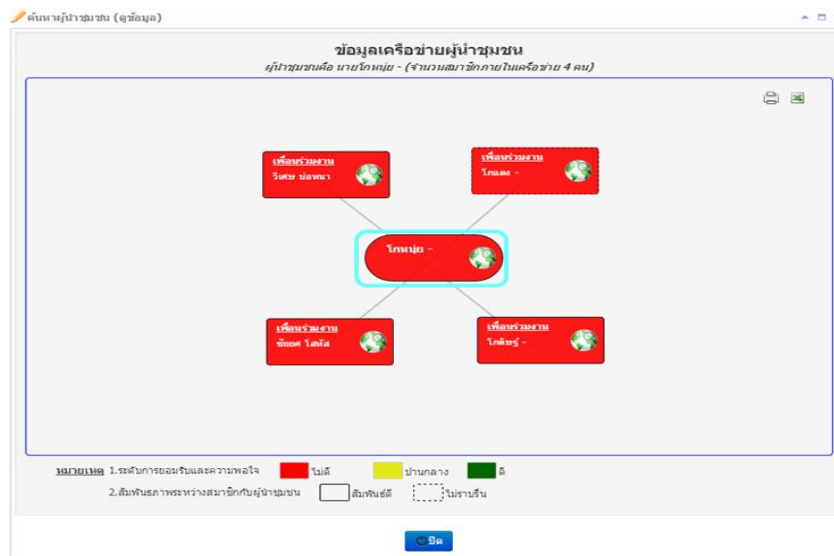 ค้นหาผู้นำชุมชน (ดูข้อมูล)
ข้อมูลเครือข่ายผู้นำชุมชน
ผู้นำชุมชนคือ นายโกหนุ่ย - (จำนวนสมาชิกภายในเครือข่าย 4 คน)
เพื่อนร่วมงาน
วิเศษ บ่อหนา
เพื่อนร่วมงาน
โกแดง -
โกหนุ่ย -
เพื่อนร่วมงาน
ชัยยศ
เพื่อนร่วมงาน
โกดิษฐ์ -
หมายเหตุ 1.ระดับการยอมรับและความพอใจ ไม่ดี ปานกลาง ดี
2.สัมพันธภาพระหว่างสมาชิกกับผู้นำชุมชน สัมพันธ์ดี ไม่ราบรื่น
ปิด